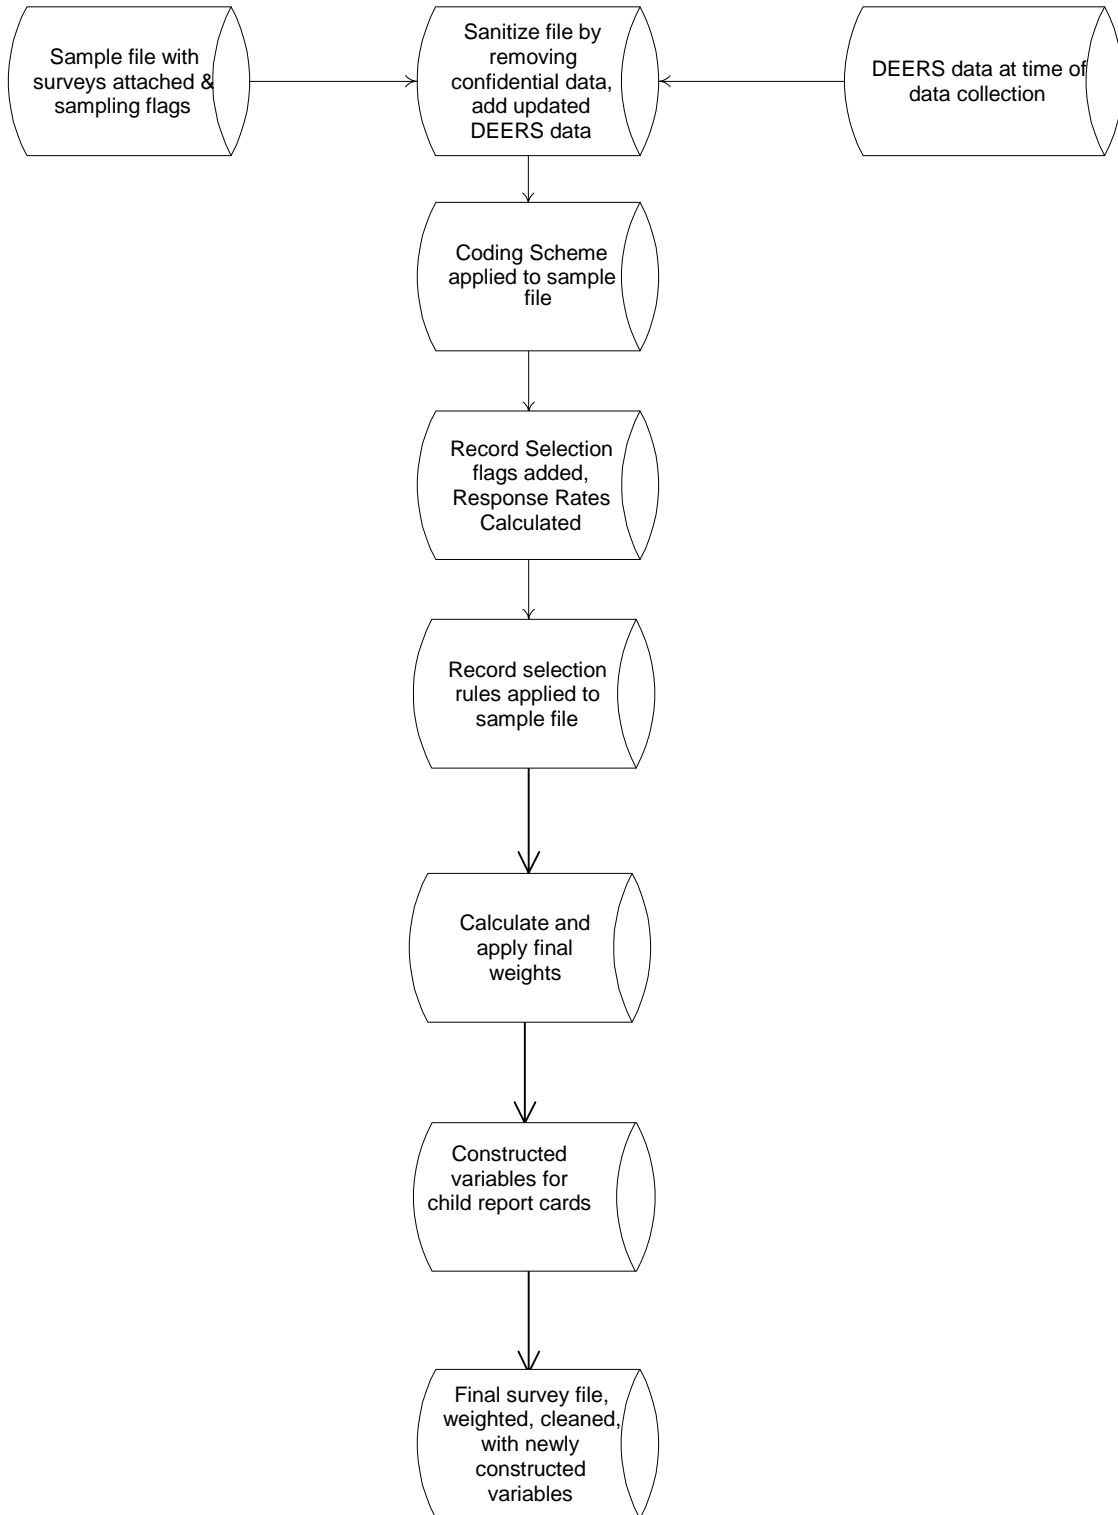 Sample file with
surveys attached &
sampling flags
Sanitize file by
removing
confidential data,
add updated
DEERS data
DEERS data at time of
data collection
Coding Scheme
applied to sample
file
Record Selection
flags added,
Response Rates
Calculated
Record selection
rules applied to
sample file
Calculate and
apply final
weights
Constructed
variables for
child report cards
Final survey file,
weighted, cleaned,
with newly
constructed
variables